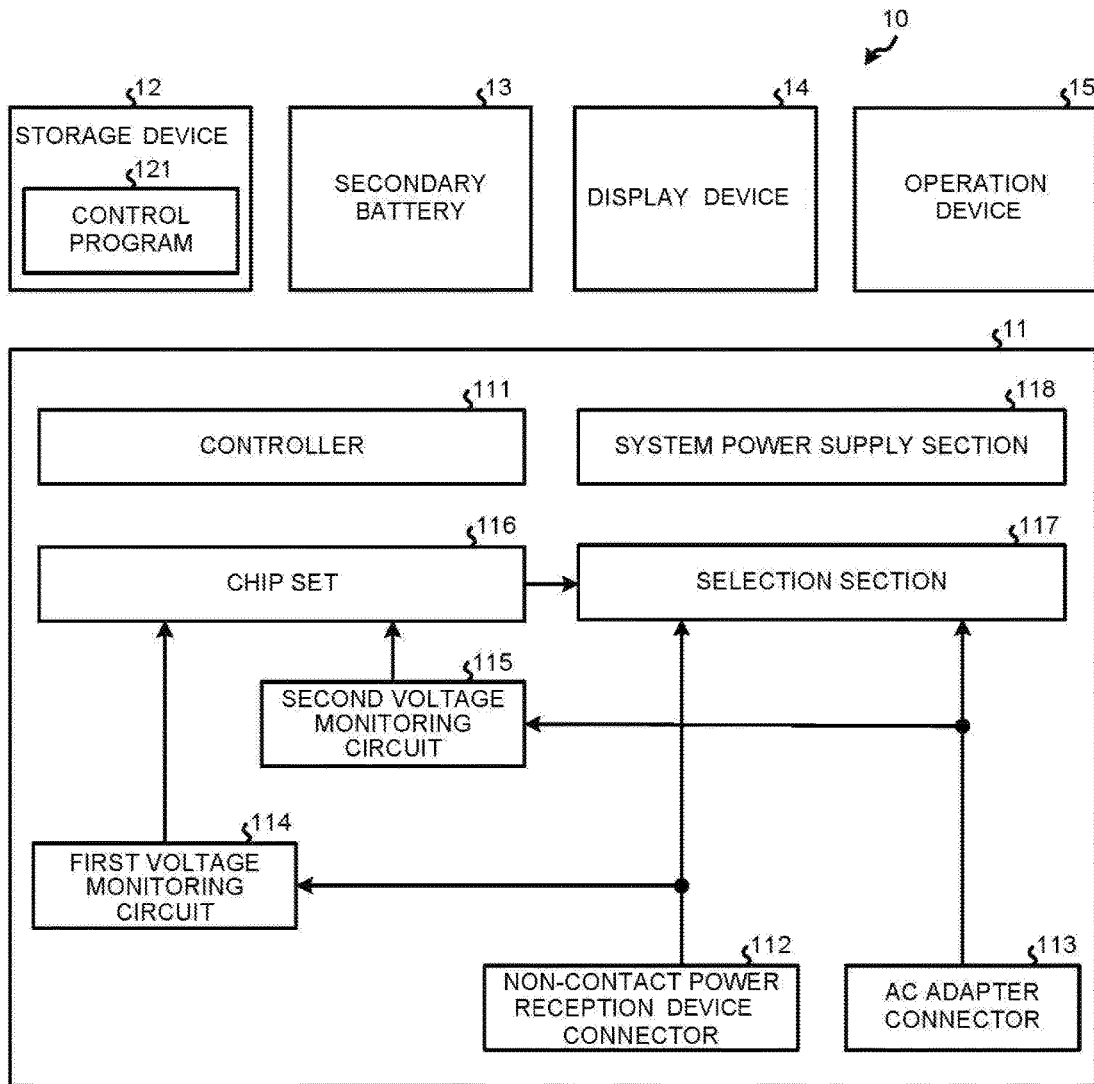 10
12
STORAGE DEVICE
121
CONTROL
PROGRAM
13
SECONDARY
BATTERY
14
DISPLAY DEVICE
15
OPERATION
DEVICE
11
111
CONTROLLER
118
SYSTEM POWER SUPPLY SECTION
116
CHIP SET
117
SELECTION SECTION
115
SECOND VOLTAGE
MONITORING
CIRCUIT
114
FIRST VOLTAGE
MONITORING
CIRCUIT
112
NON-CONTACT POWER
RECEPTION DEVICE
CONNECTOR
113
AC ADAPTER
CONNECTOR